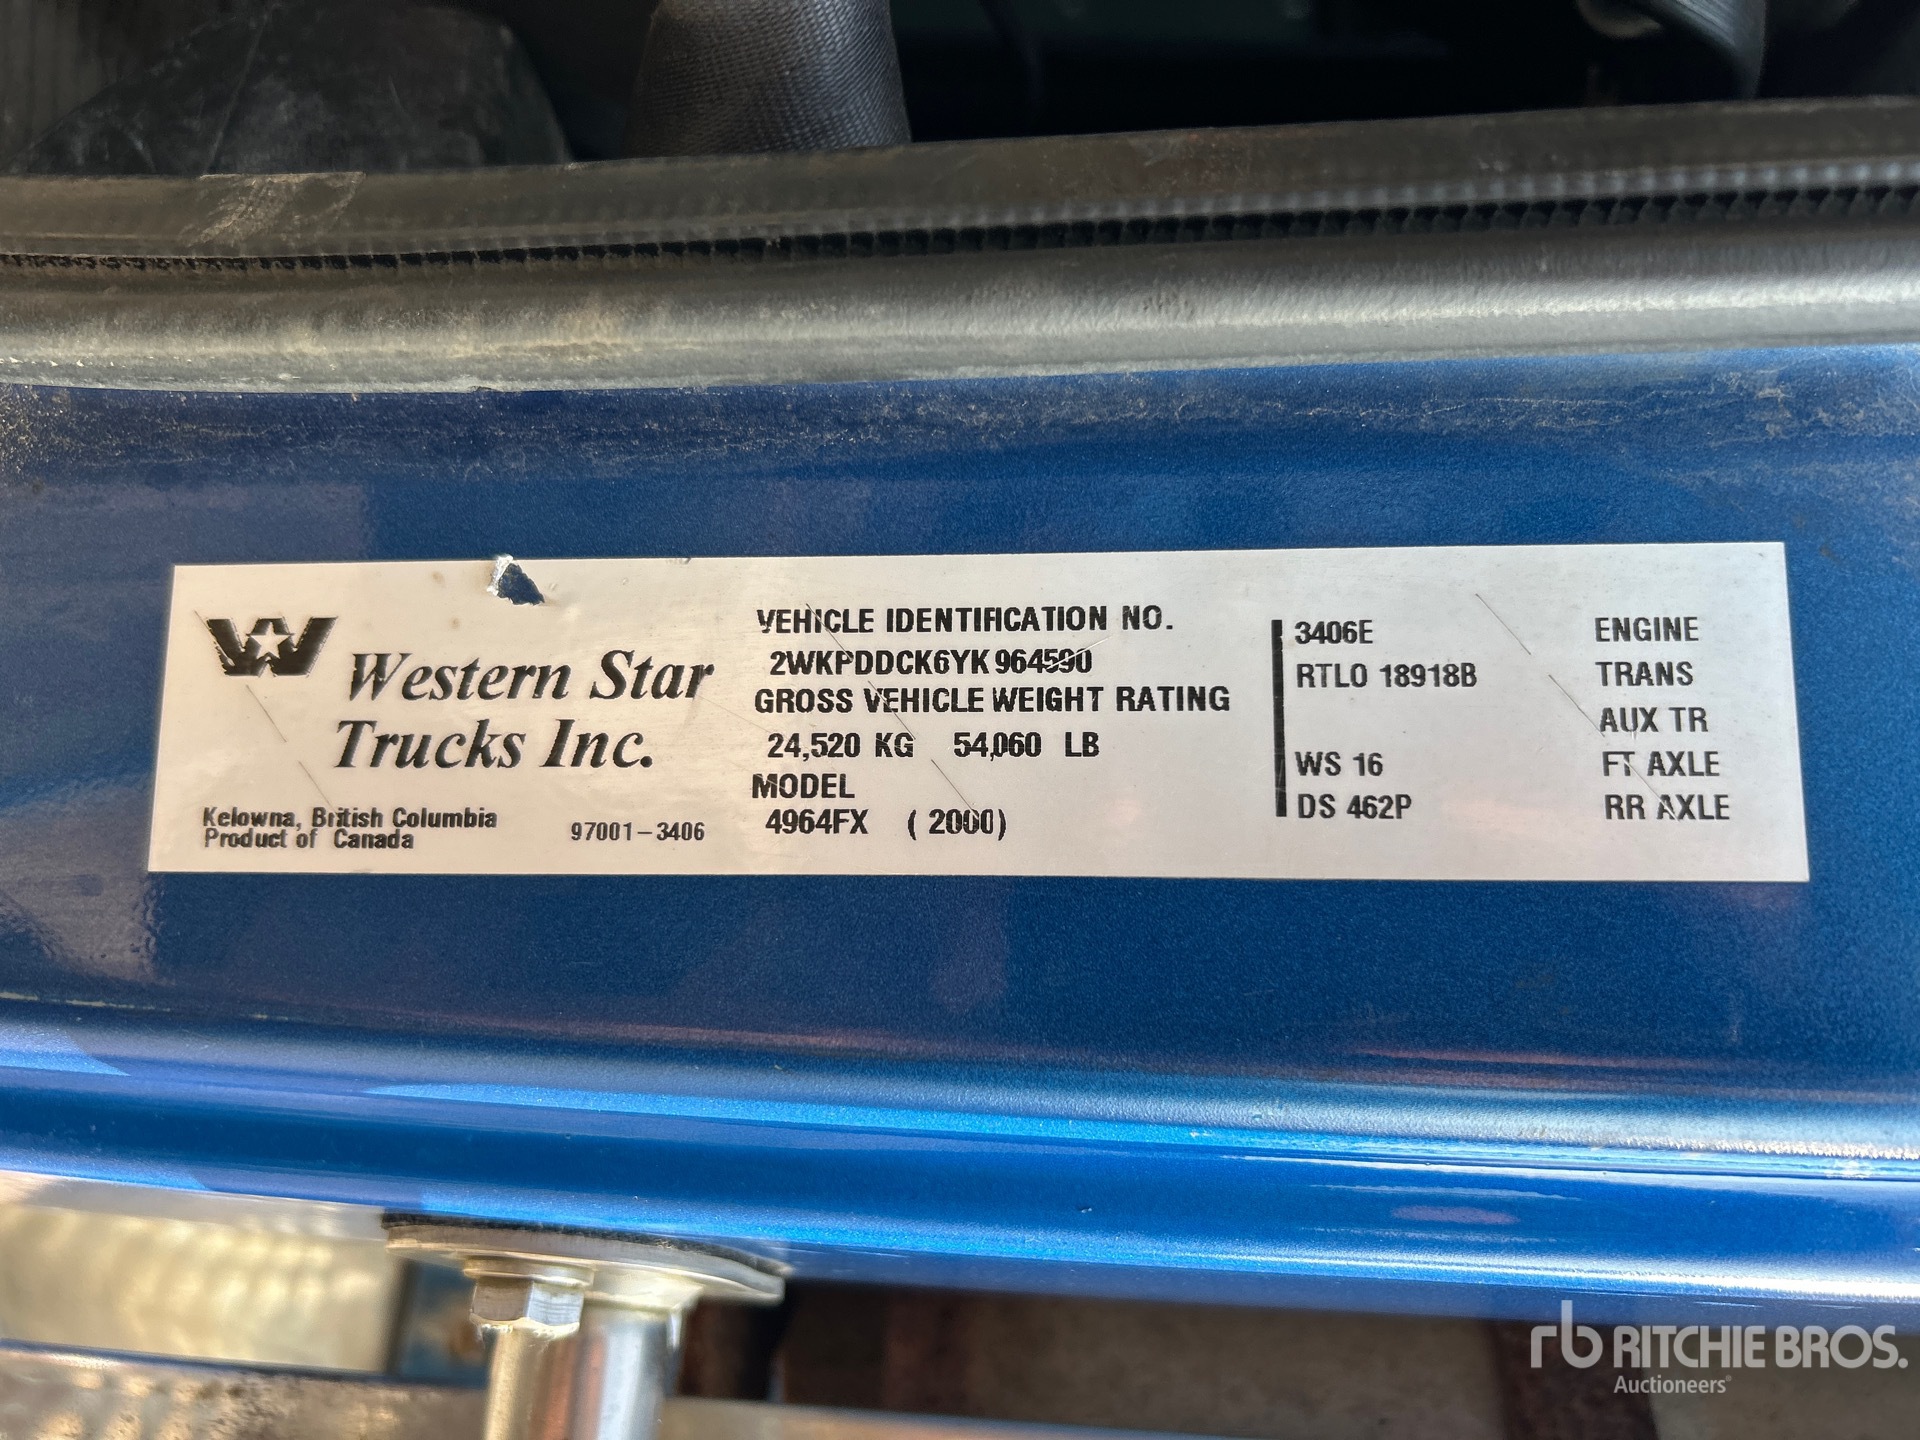 Western Star
Trucks Inc.
Kelowna, British Columbia
Product of Canada
97001-3406
VEHICLE IDENTIFICATION NO.
2WKPDDCK6YK964590
GROSS VEHICLE WEIGHT RATING
24,520 KG 54,060 LB
MODEL
4964FX (2000)
3406E ENGINE
RTLO 18918B TRANS
AUX TR
WS 16 FT AXLE
DS 462P RR AXLE
rb RITCHIE BROS.
Auctioneers